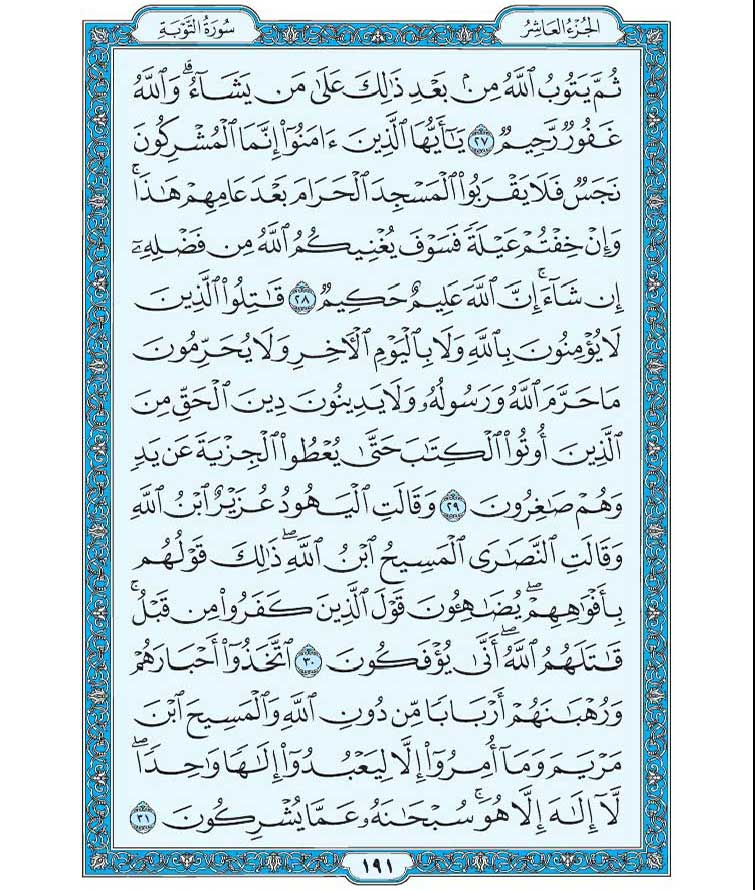 الجُزْءُ العَاشِرُ
سُورَةُ التَّوْبَةِ
ثُمَّ يَتُوبُ ٱللَّهُ مِنۢ بَعْدِ ذَٰلِكَ عَلَىٰ مَن يَشَآءُۗ وَٱللَّهُ
غَفُورٌ رَّحِيمٌ ٢٧ يَٰٓأَيُّهَا ٱلَّذِينَ ءَامَنُوٓا۟ إِنَّمَا ٱلْمُشْرِكُونَ
نَجَسٌ فَلَا يَقْرَبُوا۟ ٱلْمَسْجِدَ ٱلْحَرَامَ بَعْدَ عَامِهِمْ هَٰذَاۚ
وَإِنْ خِفْتُمْ عَيْلَةً فَسَوْفَ يُغْنِيكُمُ ٱللَّهُ مِن فَضْلِهِۦٓ
إِن شَآءَۚ إِنَّ ٱللَّهَ عَلِيمٌ حَكِيمٌ ٢٨ قَٰتِلُوا۟ ٱلَّذِينَ
لَا يُؤْمِنُونَ بِٱللَّهِ وَلَا بِٱلْيَوْمِ ٱلْءَاخِرِ وَلَا يُحَرِّمُونَ
مَا حَرَّمَ ٱللَّهُ وَرَسُولُهُۥ وَلَا يَدِينُونَ دِينَ ٱلْحَقِّ مِنَ
ٱلَّذِينَ أُوتُوا۟ ٱلْكِتَٰبَ حَتَّىٰ يُعْطُوا۟ ٱلْجِزْيَةَ عَن يَدٍ
وَهُمْ صَٰغِرُونَ ٢٩ وَقَالَتِ ٱلْيَهُودُ عُزَيْرٌ ٱبْنُ ٱللَّهِ
وَقَالَتِ ٱلنَّصَٰرَى ٱلْمَسِيحُ ٱبْنُ ٱللَّهِۖ ذَٰلِكَ قَوْلُهُم
بِأَفْوَٰهِهِمْۖ يُضَٰهِـُٔونَ قَوْلَ ٱلَّذِينَ كَفَرُوا۟ مِن قَبْلُۚ
قَٰتَلَهُمُ ٱللَّهُۖ أَنَّىٰ يُؤْفَكُونَ ٣٠ ٱتَّخَذُوٓا۟ أَحْبَارَهُمْ
وَرُهْبَٰنَهُمْ أَرْبَابًا مِّن دُونِ ٱللَّهِ وَٱلْمَسِيحَ ٱبْنَ
مَرْيَمَ وَمَآ أُمِرُوٓا۟ إِلَّا لِيَعْبُدُوٓا۟ إِلَٰهًا وَٰحِدًاۖ
لَّآ إِلَٰهَ إِلَّا هُوَۚ سُبْحَٰنَهُۥ عَمَّا يُشْرِكُونَ ٣١
١٩١